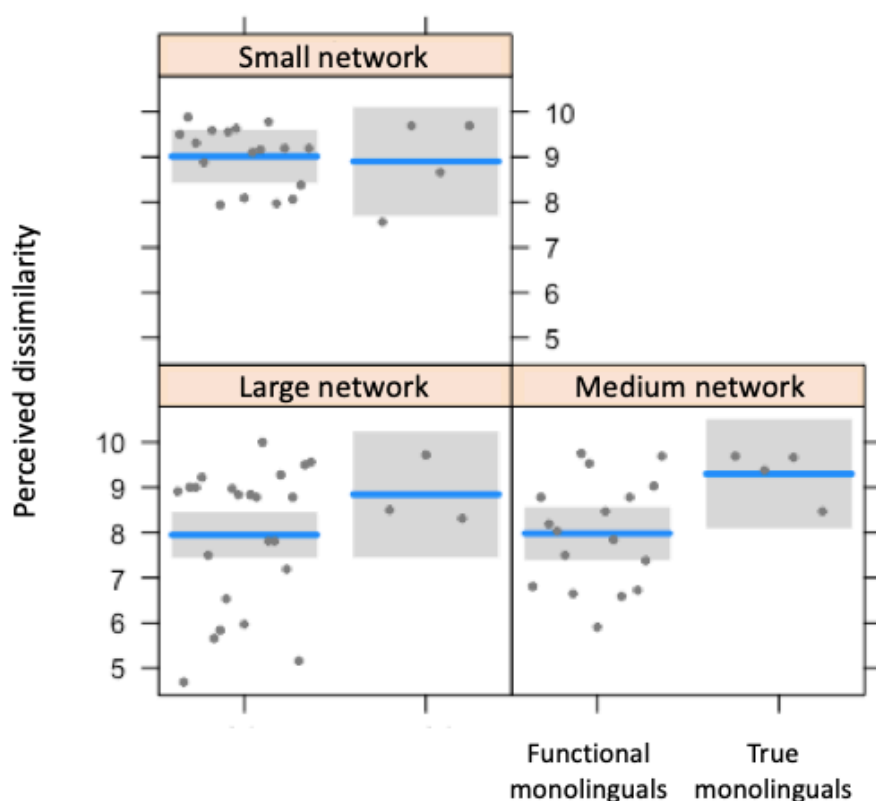 Small network
10
9
8
7
6
5
Perceived dissimilarity
Large network
Medium network
10
9
8
7
6
5
Functional
monolinguals
True
monolinguals